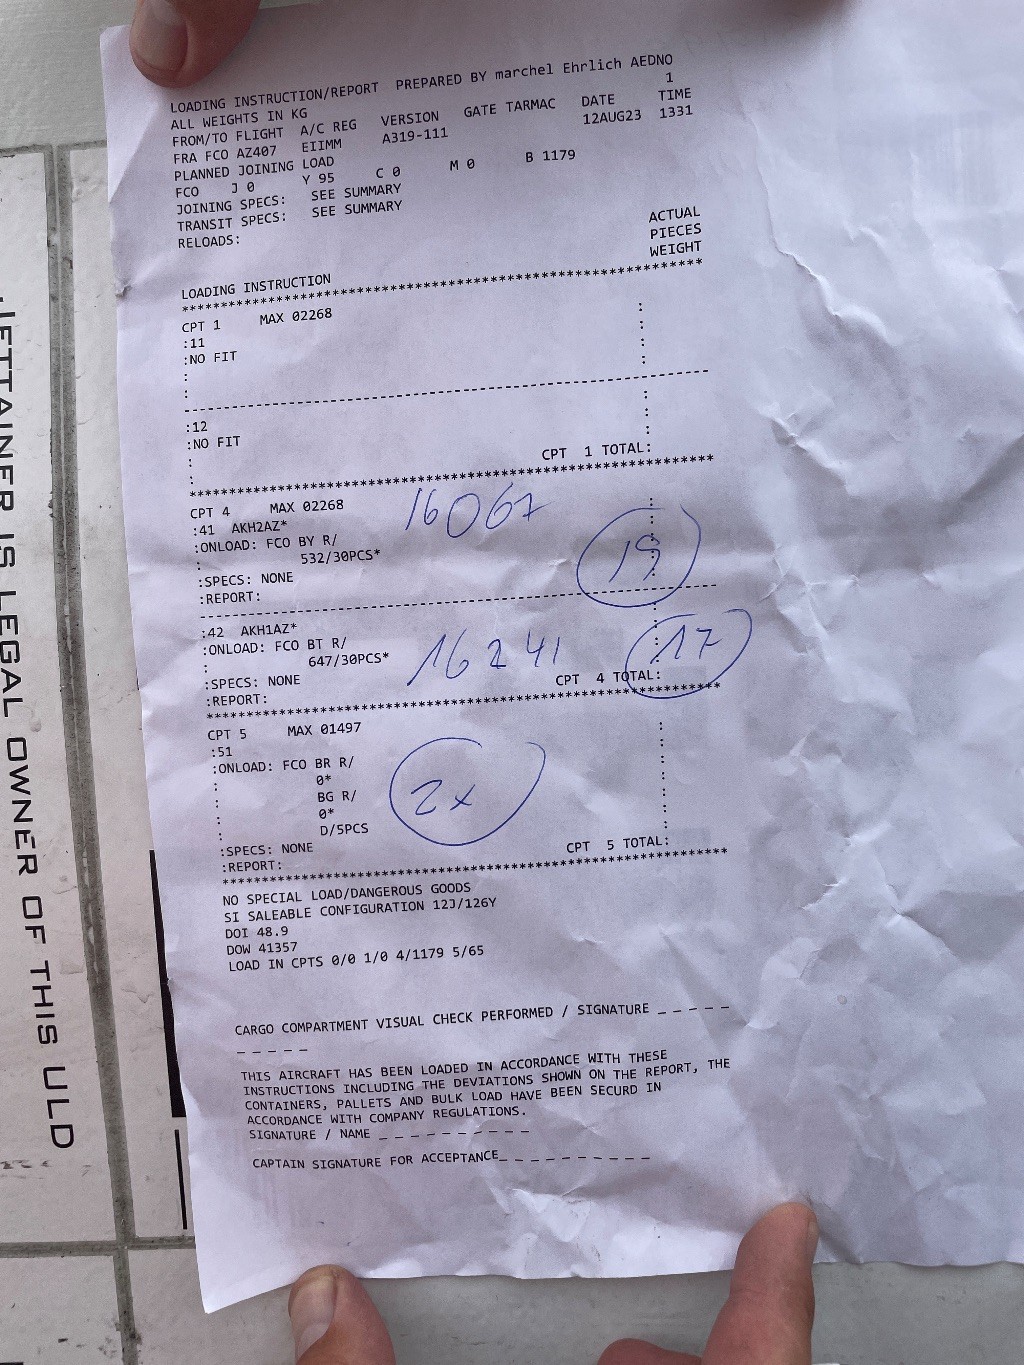 LOADING INSTRUCTION/REPORT PREPARED BY marchel Ehrlich AEDNO
ALL WEIGHTS IN KG 1
FROM/TO FLIGHT A/C REG VERSION GATE TARMAC DATE TIME
FRA FCO AZ407 EIIMM A319-111 12AUG23 1331
PLANNED JOINING LOAD
FCO J 0 Y 95 C 0 M 0 B 1179
JOINING SPECS: SEE SUMMARY
TRANSIT SPECS: SEE SUMMARY
RELOADS:
ACTUAL
PIECES
LOADING INSTRUCTION WEIGHT
**********************************************************************
CPT 1 MAX 02268 :
:11 :
:NO FIT :
: :
:
----------------------------------------------------------------------
:12 :
:NO FIT :
: :
: CPT 1 TOTAL:
**********************************************************************
CPT 4 MAX 02268 16067 :
:41 AKH2AZ* :
:ONLOAD: FCO BY R/ :
: 532/30PCS* 19 :
:SPECS: NONE :
:REPORT:
----------------------------------------------------------------------
:42 AKH1AZ* :
:ONLOAD: FCO BT R/ :
: 647/30PCS* 16241 17 :
:SPECS: NONE :
:REPORT: CPT 4 TOTAL:
**********************************************************************
CPT 5 MAX 01497 :
:51 :
:ONLOAD: FCO BR R/ :
: 0* :
: BG R/ 2x :
: 0* :
: D/5PCS :
:SPECS: NONE
:REPORT: CPT 5 TOTAL:
**********************************************************************
NO SPECIAL LOAD/DANGEROUS GOODS
SI SALEABLE CONFIGURATION 12J/126Y
DOI 48.9
DOW 41357
LOAD IN CPTS 0/0 1/0 4/1179 5/65
CARGO COMPARTMENT VISUAL CHECK PERFORMED / SIGNATURE _ _ _ _ _
_ _ _ _ _
THIS AIRCRAFT HAS BEEN LOADED IN ACCORDANCE WITH THESE
INSTRUCTIONS INCLUDING THE DEVIATIONS SHOWN ON THE REPORT, THE
CONTAINERS, PALLETS AND BULK LOAD HAVE BEEN SECURD IN
ACCORDANCE WITH COMPANY REGULATIONS.
SIGNATURE / NAME _ _ _ _ _ _ _ _ _ _
CAPTAIN SIGNATURE FOR ACCEPTANCE_ _ _ _ _ _ _ _ _ _
JETTAINER IS LEGAL OWNER OF THIS ULD